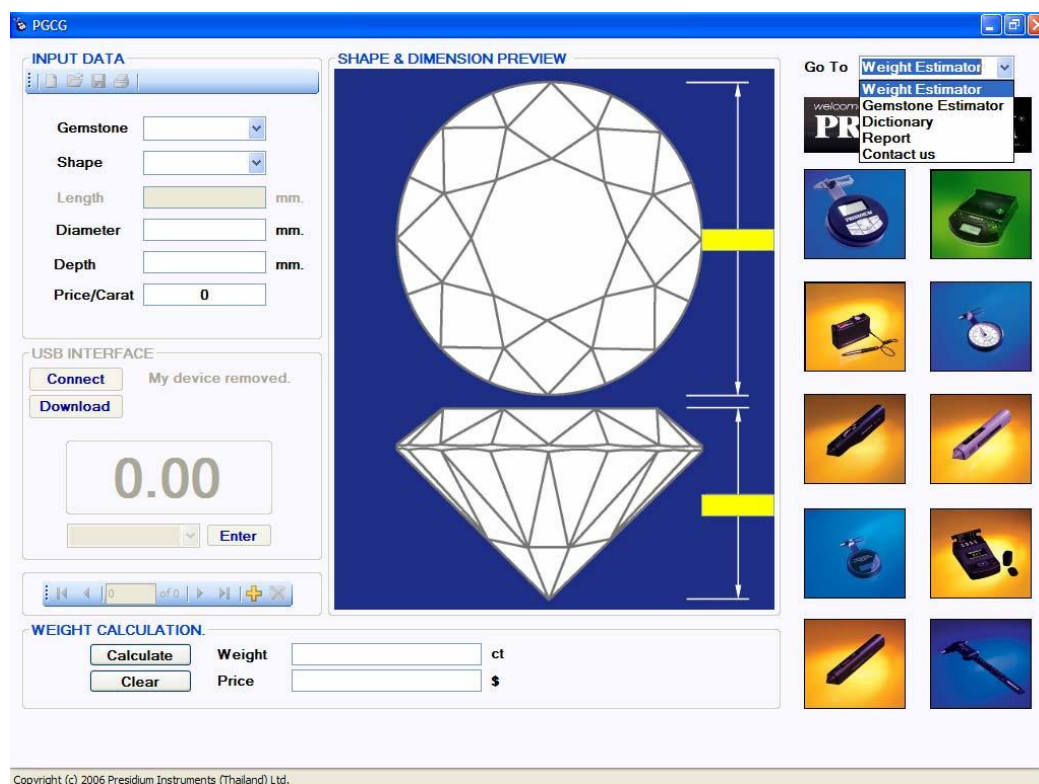 PGCG
INPUT DATA
Gemstone
Shape
Length mm.
Diameter mm.
Depth mm.
Price/Carat 0
USB INTERFACE
Connect My device removed.
Download
0.00
Enter
0 of 0
WEIGHT CALCULATION.
Calculate Weight ct
Clear Price $
SHAPE & DIMENSION PREVIEW
Go To Weight Estimator
Weight Estimator
Gemstone Estimator
Dictionary
Report
Contact us
Copyright (c) 2006 Presidium Instruments (Thailand) Ltd.